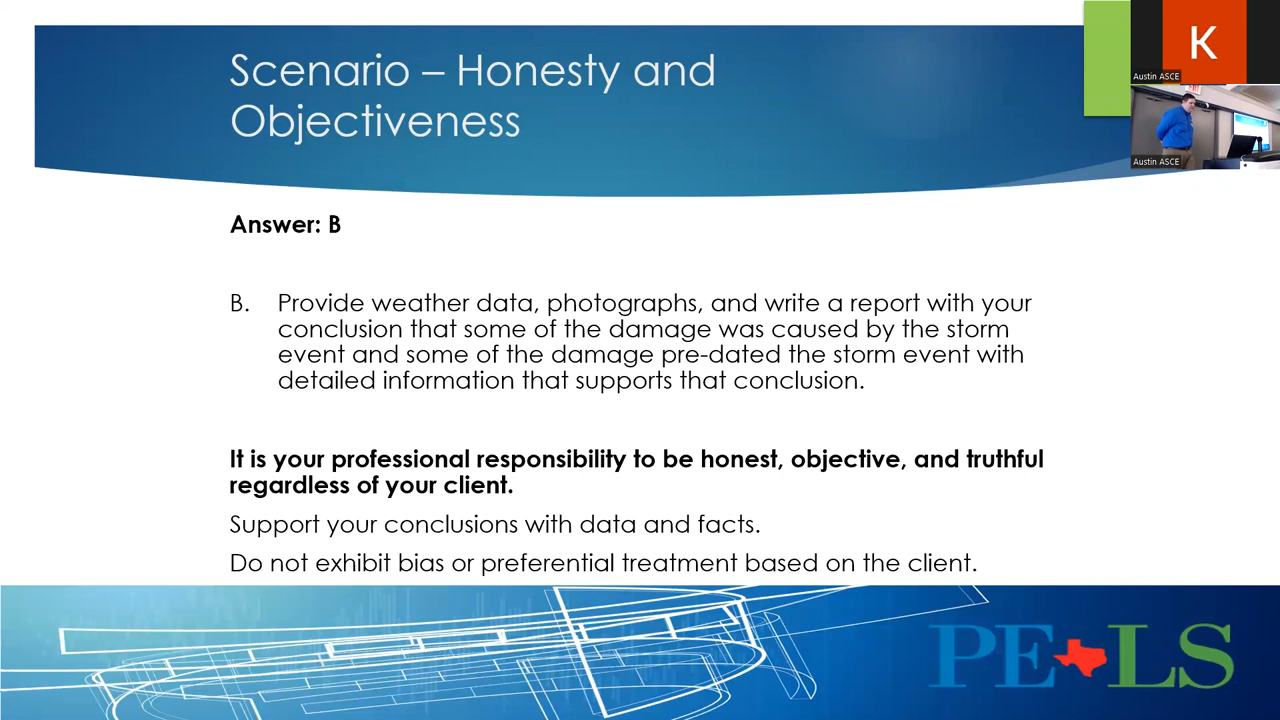 Scenario – Honesty and
Objectiveness
K
Austin ASCE
Austin ASCE
Answer: B
B. Provide weather data, photographs, and write a report with your
conclusion that some of the damage was caused by the storm
event and some of the damage pre-dated the storm event with
detailed information that supports that conclusion.
It is your professional responsibility to be honest, objective, and truthful
regardless of your client.
Support your conclusions with data and facts.
Do not exhibit bias or preferential treatment based on the client.
PE LS